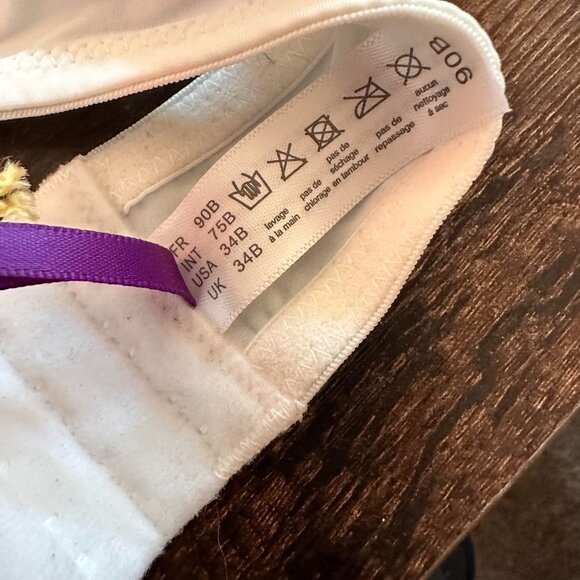 FR 90B
INT 75B
USA 34B
UK 34B
lavage
à la main
pas de
chlorage
pas de
séchage
en tambour
pas de
repassage
aucun
nettoyage
à sec
90B